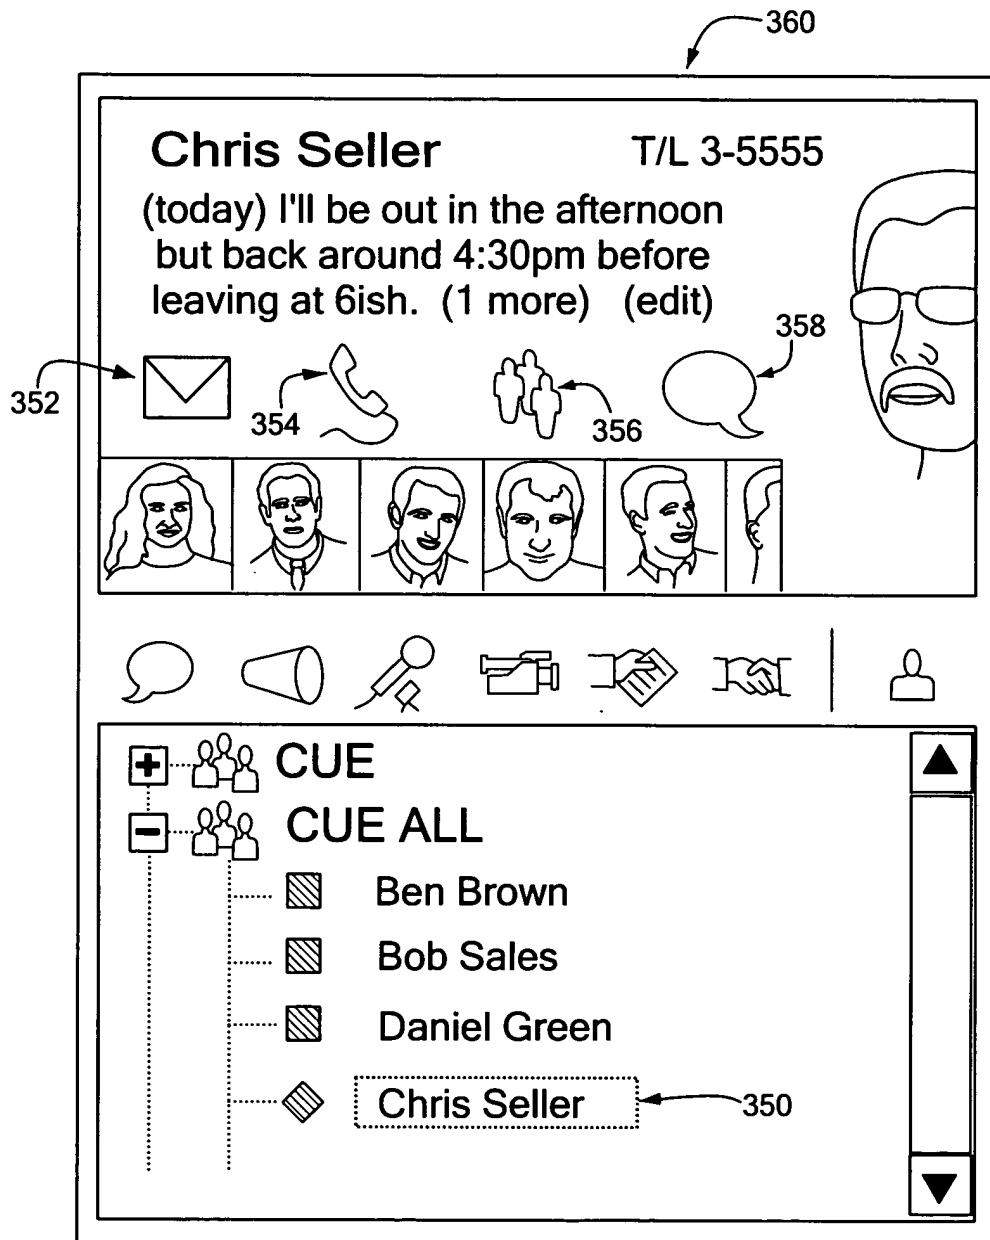 360
Chris Seller T/L 3-5555
(today) I'll be out in the afternoon
but back around 4:30pm before
leaving at 6ish. (1 more) (edit)
358
352
354
356
CUE
CUE ALL
Ben Brown
Bob Sales
Daniel Green
Chris Seller
350